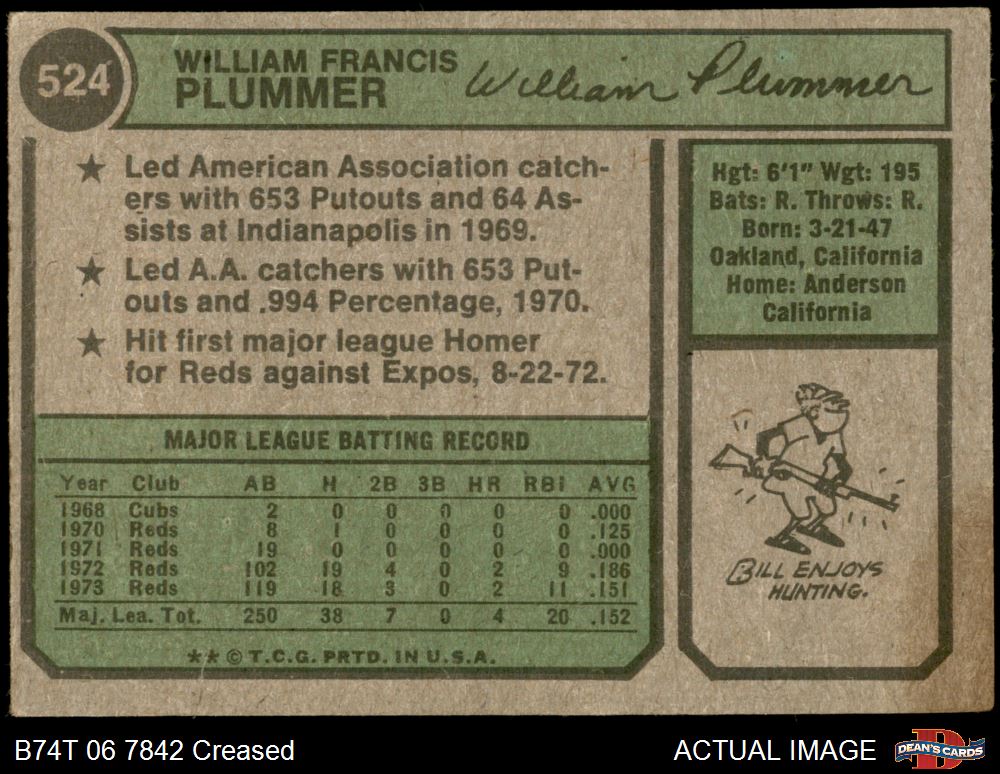 524
WILLIAM FRANCIS
PLUMMER
William Plummer
★ Led American Association catch-
ers with 653 Putouts and 64 As-
sists at Indianapolis in 1969.
★ Led A.A. catchers with 653 Put-
outs and .994 Percentage, 1970.
★ Hit first major league Homer
for Reds against Expos, 8-22-72.
Hgt: 6'1" Wgt: 195
Bats: R. Throws: R.
Born: 3-21-47
Oakland, California
Home: Anderson
California
MAJOR LEAGUE BATTING RECORD
Year Club AB H 2B 3B HR RBI AVG
1968 Cubs 2 0 0 0 0 0 .000
1970 Reds 8 1 0 0 0 0 .125
1971 Reds 19 0 0 0 0 0 .000
1972 Reds 102 19 4 0 2 9 .186
1973 Reds 119 18 3 0 2 11 .151
Maj. Lea. Tot. 250 38 7 0 4 20 .152
** © T.C.G. PRTD. IN U.S.A.
BILL ENJOYS
HUNTING.
B74T 06 7842 Creased
ACTUAL IMAGE
DEAN'S CARDS